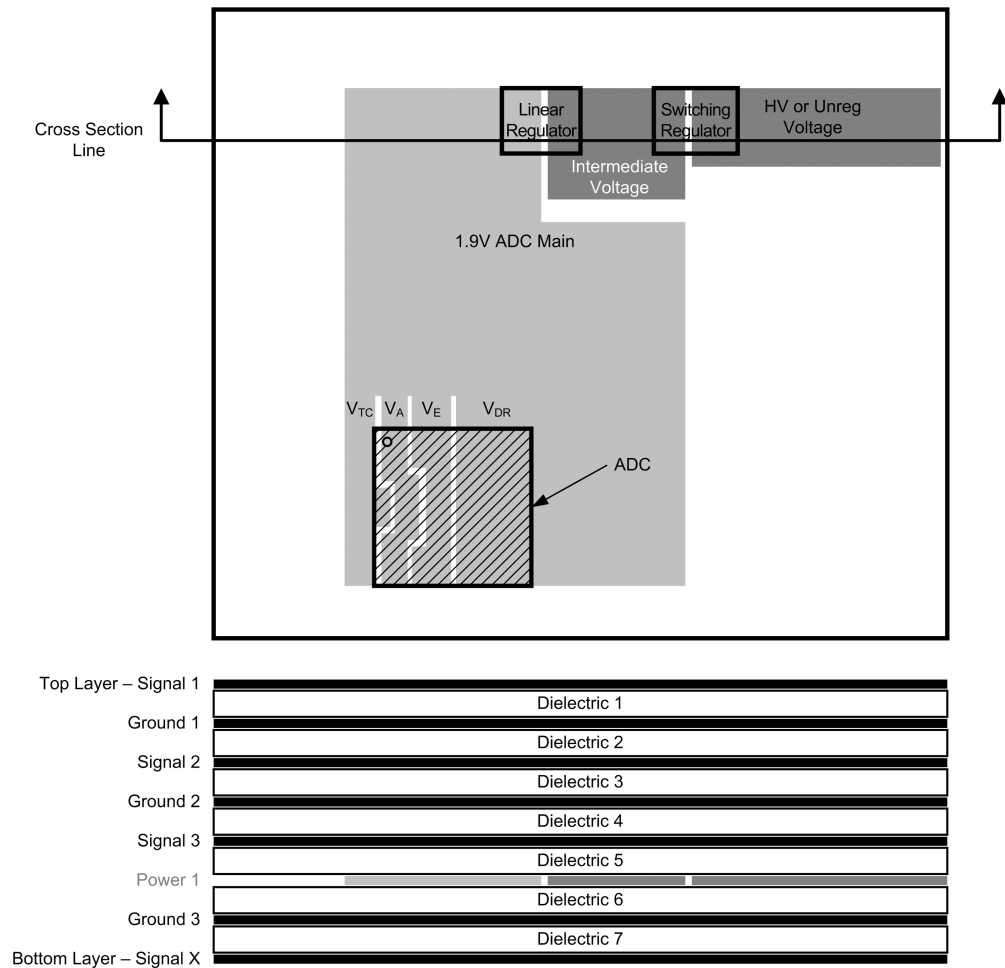 Linear
Regulator
Switching
Regulator
HV or Unreg
Voltage
Cross Section
Line
Intermediate
Voltage
1.9V ADC Main
VTC
VA
VE
VDR
ADC
Top Layer – Signal 1
Dielectric 1
Ground 1
Dielectric 2
Signal 2
Dielectric 3
Ground 2
Dielectric 4
Signal 3
Dielectric 5
Power 1
Dielectric 6
Ground 3
Dielectric 7
Bottom Layer – Signal X